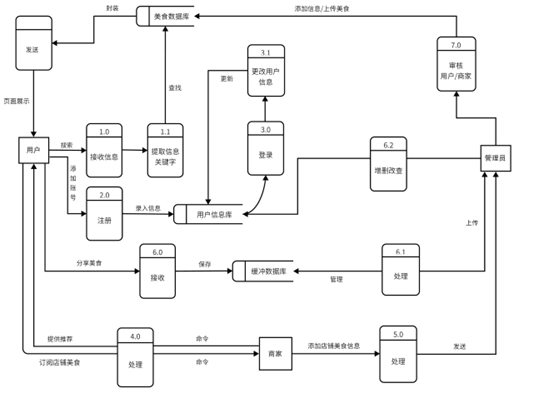 封装
美食数据库
添加信息/上传美食
发送
7.0
审核
用户/商家
3.1
更改用户
信息
更新
查找
页面展示
用户
搜索
1.0
接收信息
1.1
提取信息
关键字
3.0
登录
6.2
增删改查
管理员
添
加
账
号
2.0
注册
录入信息
用户信息库
上传
分享美食
6.0
接收
保存
缓冲数据库
管理
6.1
处理
提供推荐
订阅店铺美食
4.0
处理
命令
命令
商家
添加店铺美食信息
5.0
处理
发送